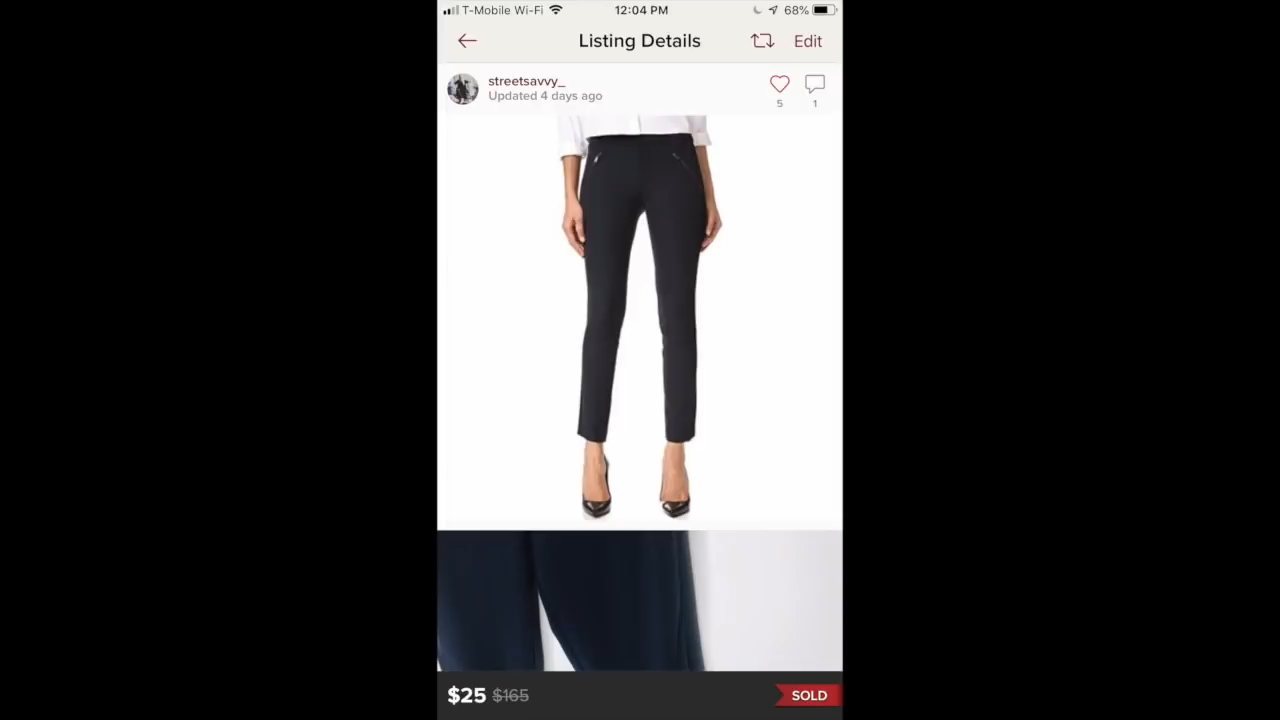 T-Mobile Wi-Fi 12:04 PM 68%
Listing Details Edit
streetsavvy_
Updated 4 days ago
5 1
$25 $165 SOLD